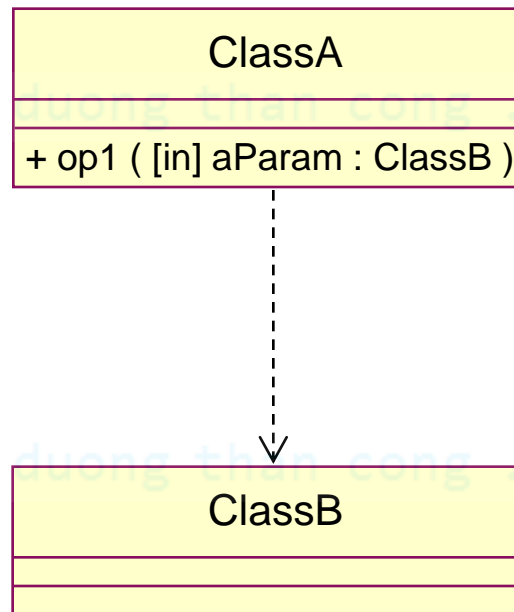 ClassA
duong than cong .
+ op1 ( [in] aParam : ClassB )
duong than cong .
ClassB